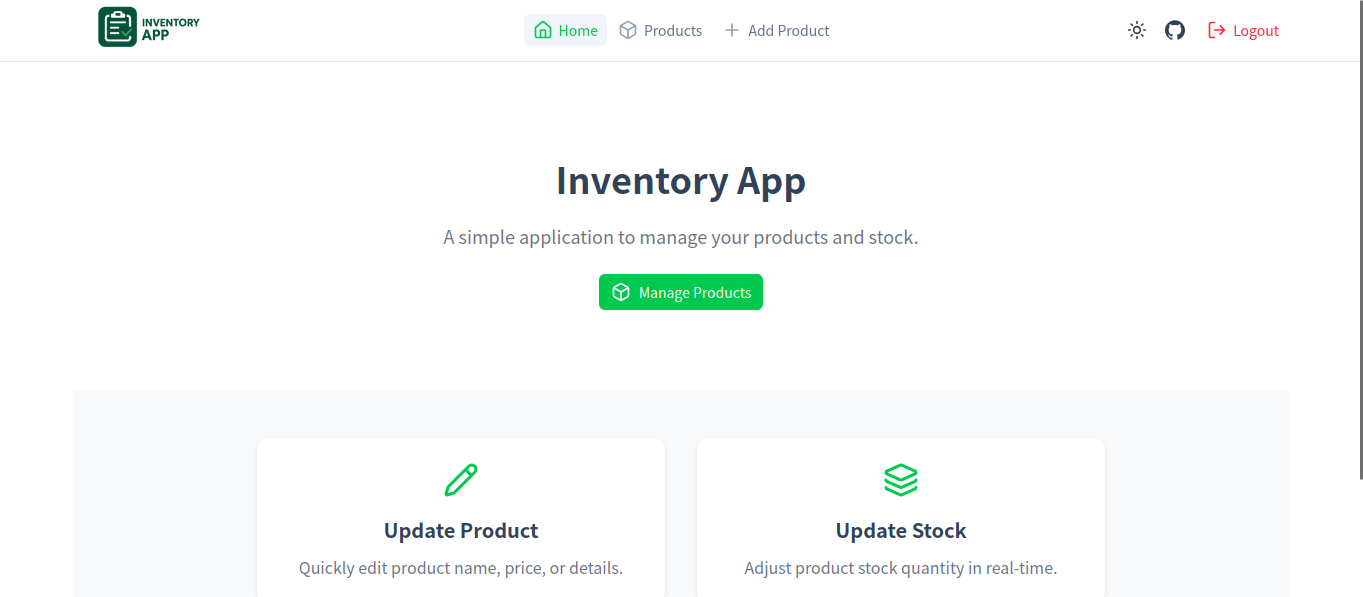 INVENTORY
APP
Home
Products
Add Product
Logout
Inventory App
A simple application to manage your products and stock.
Manage Products
Update Product
Quickly edit product name, price, or details.
Update Stock
Adjust product stock quantity in real-time.